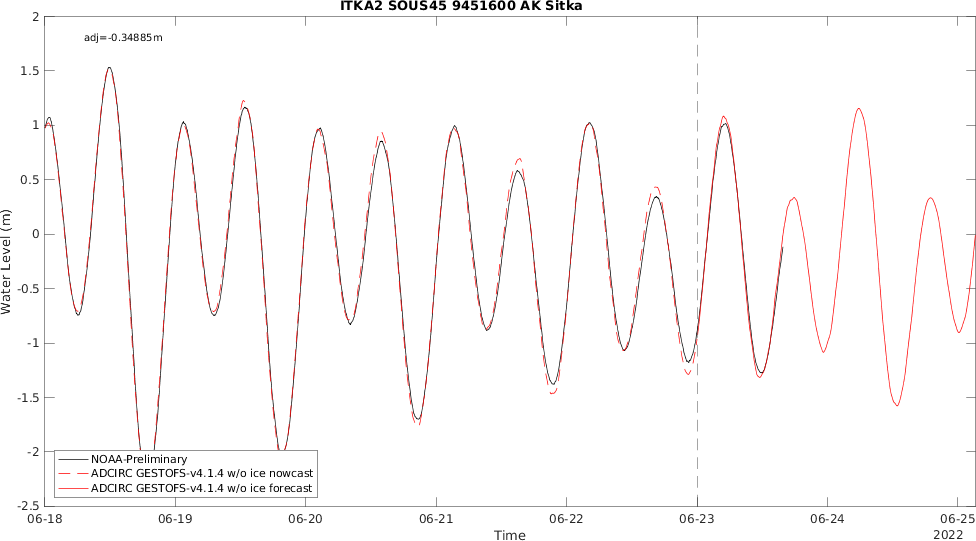 ITKA2 SOUS45 9451600 AK Sitka
adj=-0.34885m
2
1.5
1
0.5
0
-0.5
-1
-1.5
-2
-2.5
Water Level (m)
NOAA-Preliminary
ADCIRC GESTOFS-v4.1.4 w/o ice nowcast
ADCIRC GESTOFS-v4.1.4 w/o ice forecast
06-18 06-19 06-20 06-21 06-22 06-23 06-24 06-25
Time
2022